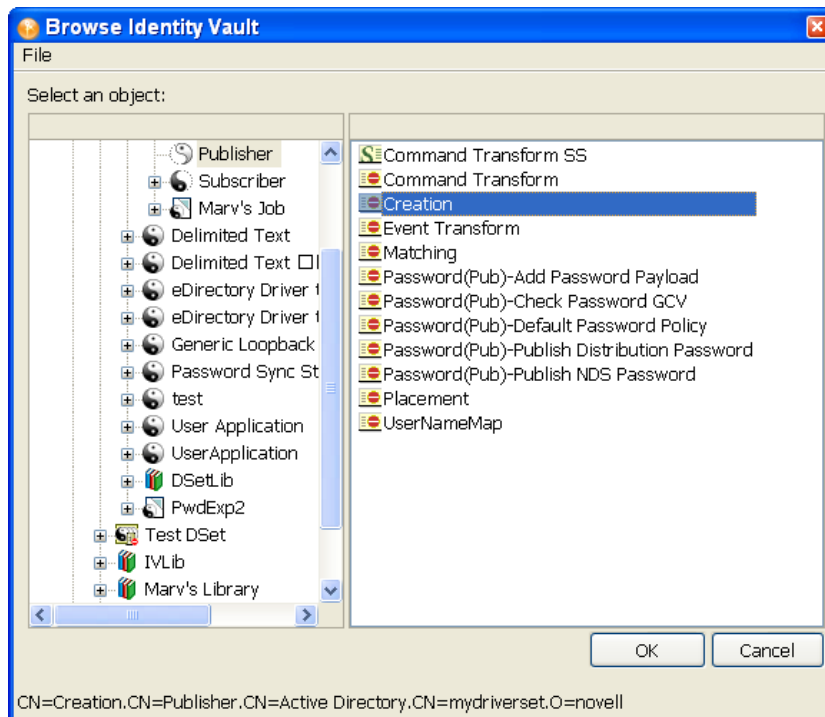 Browse Identity Vault
File
Select an object:
Publisher
Subscriber
Marv's Job
Delimited Text
Delimited Text
eDirectory Driver
eDirectory Driver
Generic Loopback
Password Sync St
test
User Application
UserApplication
DSetLib
PwdExp2
Test DSet
IVLib
Marv's Library
Command Transform SS
Command Transform
Creation
Event Transform
Matching
Password(Pub)-Add Password Payload
Password(Pub)-Check Password GCV
Password(Pub)-Default Password Policy
Password(Pub)-Publish Distribution Password
Password(Pub)-Publish NDS Password
Placement
UserNameMap
OK Cancel
CN=Creation.CN=Publisher.CN=Active Directory.CN=mydriverset.O=novell